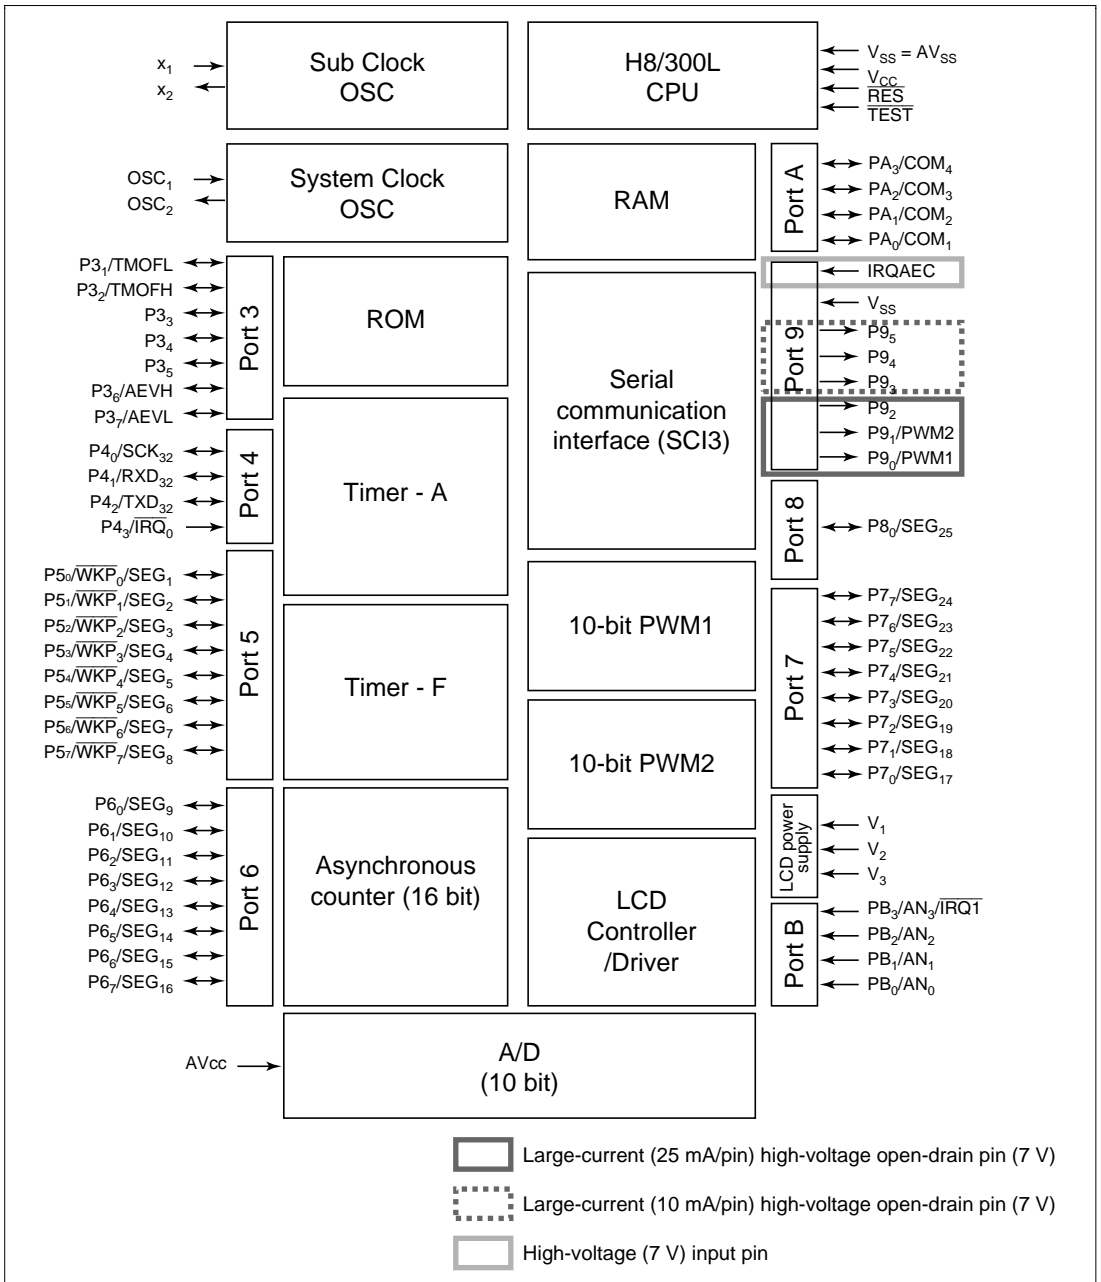 x1
x2
Sub Clock
OSC
H8/300L
CPU
VSS = AVSS
VCC
RES
TEST
OSC1
OSC2
System Clock
OSC
RAM
Port A
PA3/COM4
PA2/COM3
PA1/COM2
PA0/COM1
P31/TMOFL
P32/TMOFH
P33
P34
P35
P36/AEVH
P37/AEVL
Port 3
ROM
Serial
communication
interface (SCI3)
Port 9
IRQAEC
VSS
P95
P94
P93
P92
P91/PWM2
P90/PWM1
P40/SCK32
P41/RXD32
P42/TXD32
P43/IRQ0
Port 4
Timer - A
Port 8
P80/SEG25
P50/WKP0/SEG1
P51/WKP1/SEG2
P52/WKP2/SEG3
P53/WKP3/SEG4
P54/WKP4/SEG5
P55/WKP5/SEG6
P56/WKP6/SEG7
P57/WKP7/SEG8
Port 5
Timer - F
10-bit PWM1
10-bit PWM2
Port 7
P77/SEG24
P76/SEG23
P75/SEG22
P74/SEG21
P73/SEG20
P72/SEG19
P71/SEG18
P70/SEG17
P60/SEG9
P61/SEG10
P62/SEG11
P63/SEG12
P64/SEG13
P65/SEG14
P66/SEG15
P67/SEG16
Port 6
Asynchronous
counter (16 bit)
LCD
Controller
/Driver
LCD power
supply
V1
V2
V3
Port B
PB3/AN3/IRQ1
PB2/AN2
PB1/AN1
PB0/AN0
AVcc
A/D
(10 bit)
Large-current (25 mA/pin) high-voltage open-drain pin (7 V)
Large-current (10 mA/pin) high-voltage open-drain pin (7 V)
High-voltage (7 V) input pin